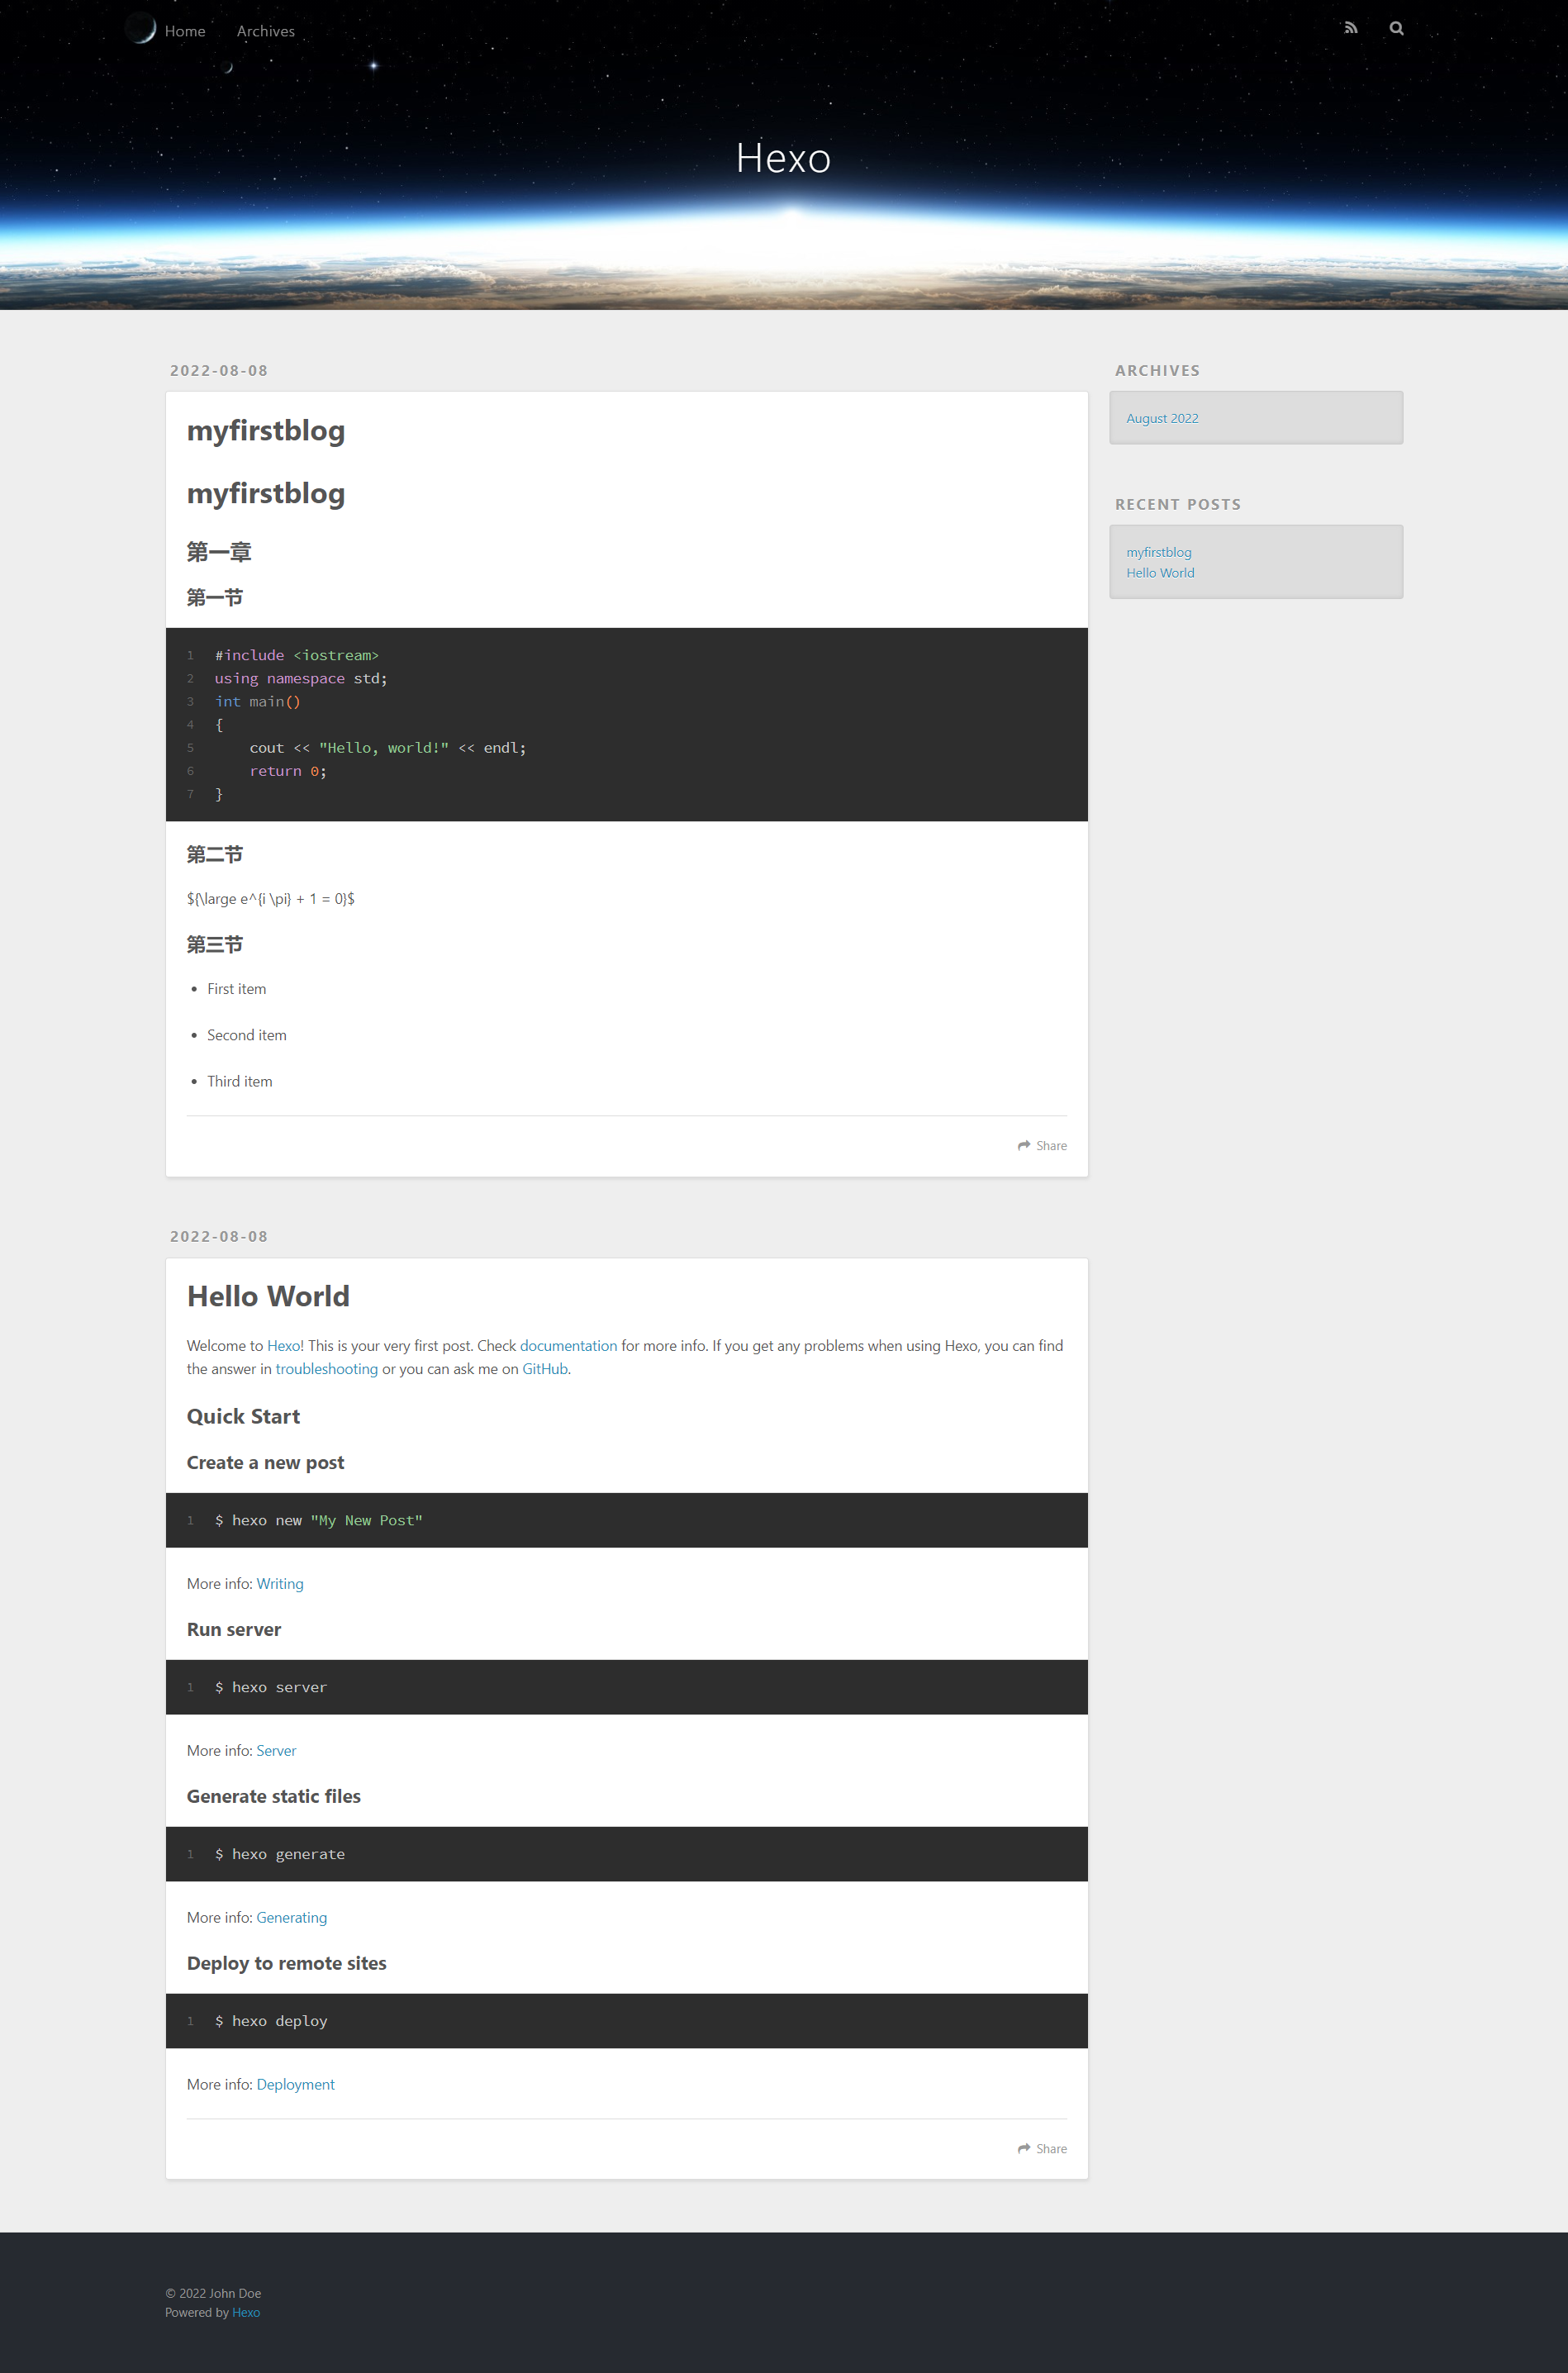 Home Archives
Hexo
2022-08-08
myfirstblog
myfirstblog
第一章
第一节
1 #include <iostream>
2 using namespace std;
3 int main()
4 {
5 cout << "Hello, world!" << endl;
6 return 0;
7 }
第二节
${\large e^{i \pi} + 1 = 0}$
第三节
• First item
• Second item
• Third item
Share
2022-08-08
Hello World
Welcome to Hexo! This is your very first post. Check documentation for more info. If you get any problems when using Hexo, you can find
the answer in troubleshooting or you can ask me on GitHub.
Quick Start
Create a new post
1 $ hexo new "My New Post"
More info: Writing
Run server
1 $ hexo server
More info: Server
Generate static files
1 $ hexo generate
More info: Generating
Deploy to remote sites
1 $ hexo deploy
More info: Deployment
Share
ARCHIVES
August 2022
RECENT POSTS
myfirstblog
Hello World
© 2022 John Doe
Powered by Hexo